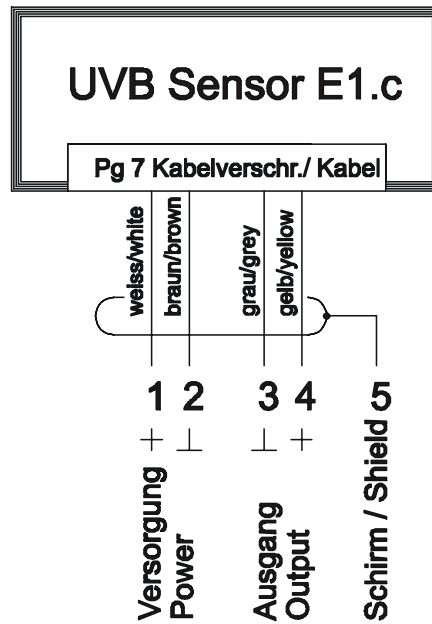 UVB Sensor E1.c
Pg 7 Kabelverschr./ Kabel
weiss/white
braun/brown
grau/grey
gelb/yellow
1 2 3 4 5
+ ⊥ ⊥ +
Versorgung
Power
Ausgang
Output
Schirm / Shield